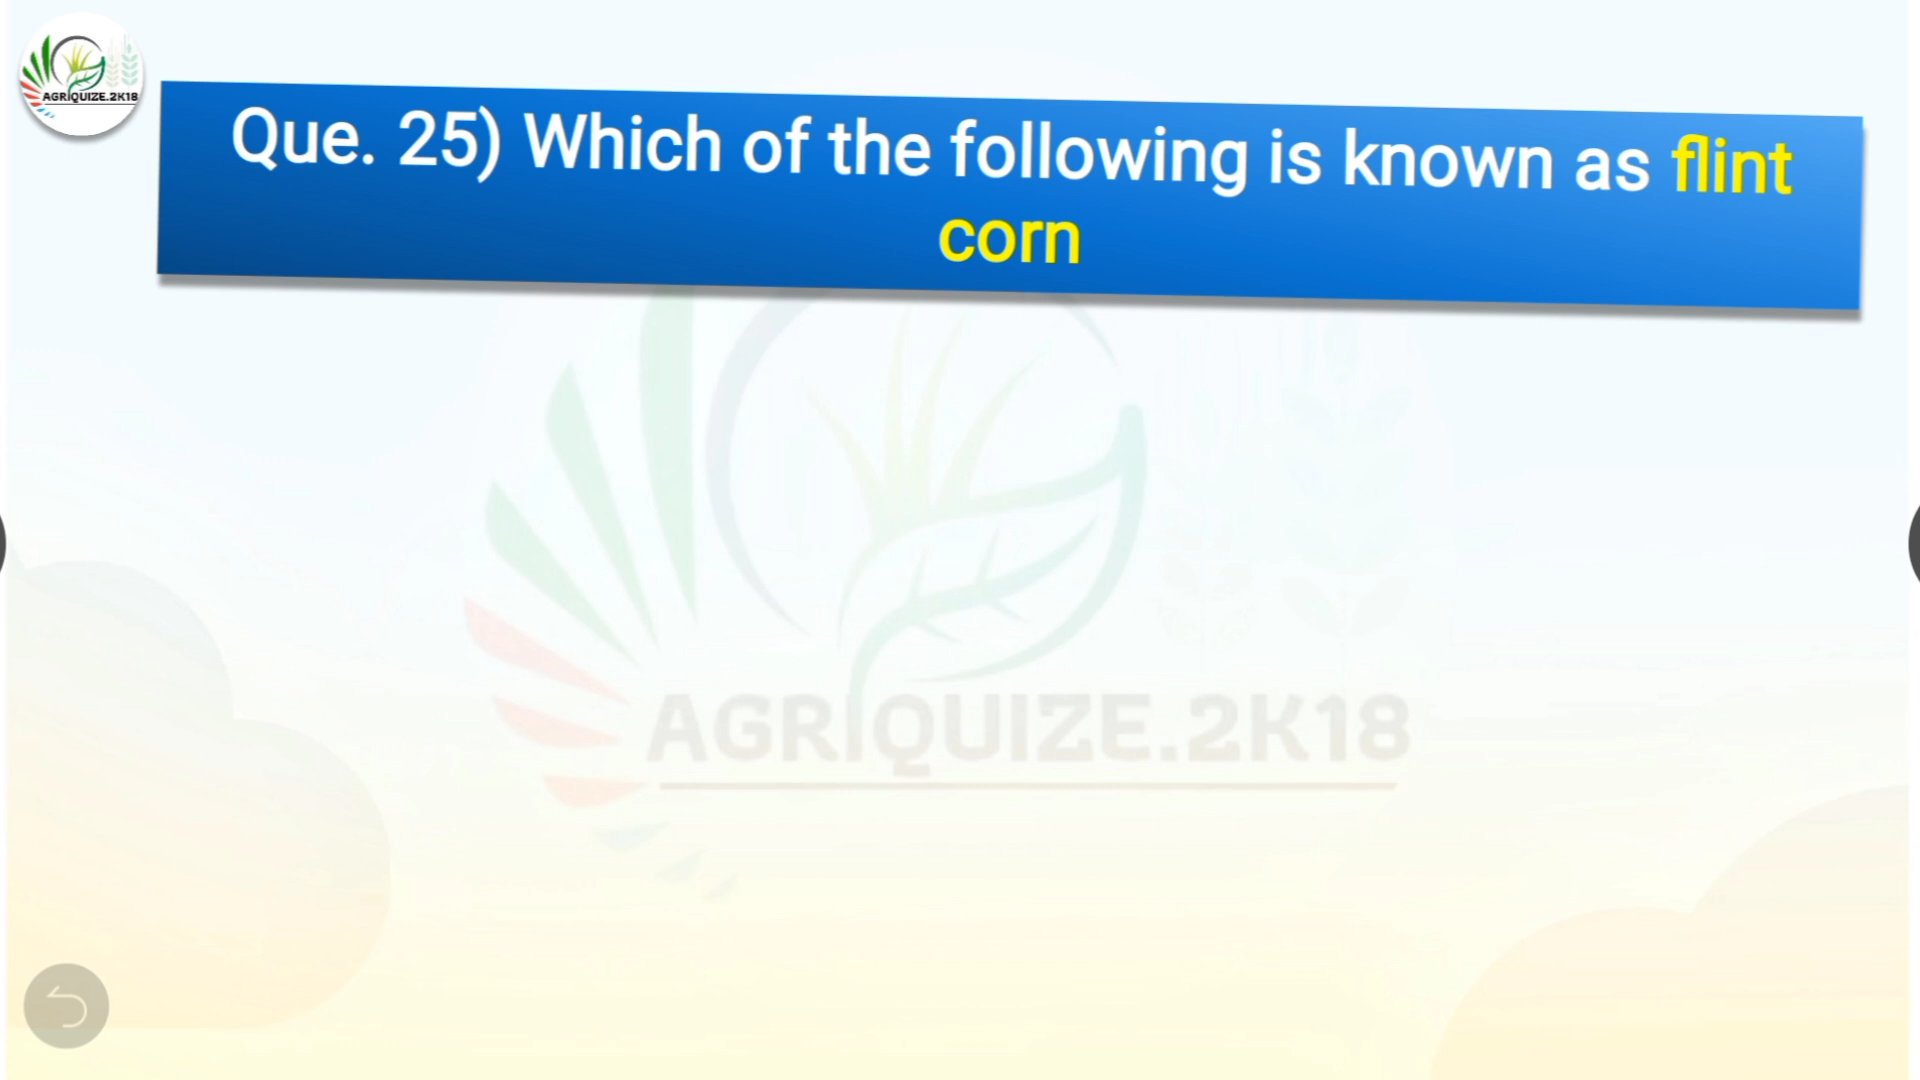 AGRIQUIZE.2K18
Que. 25) Which of the following is known as flint
corn
AGRIQUIZE.2K18